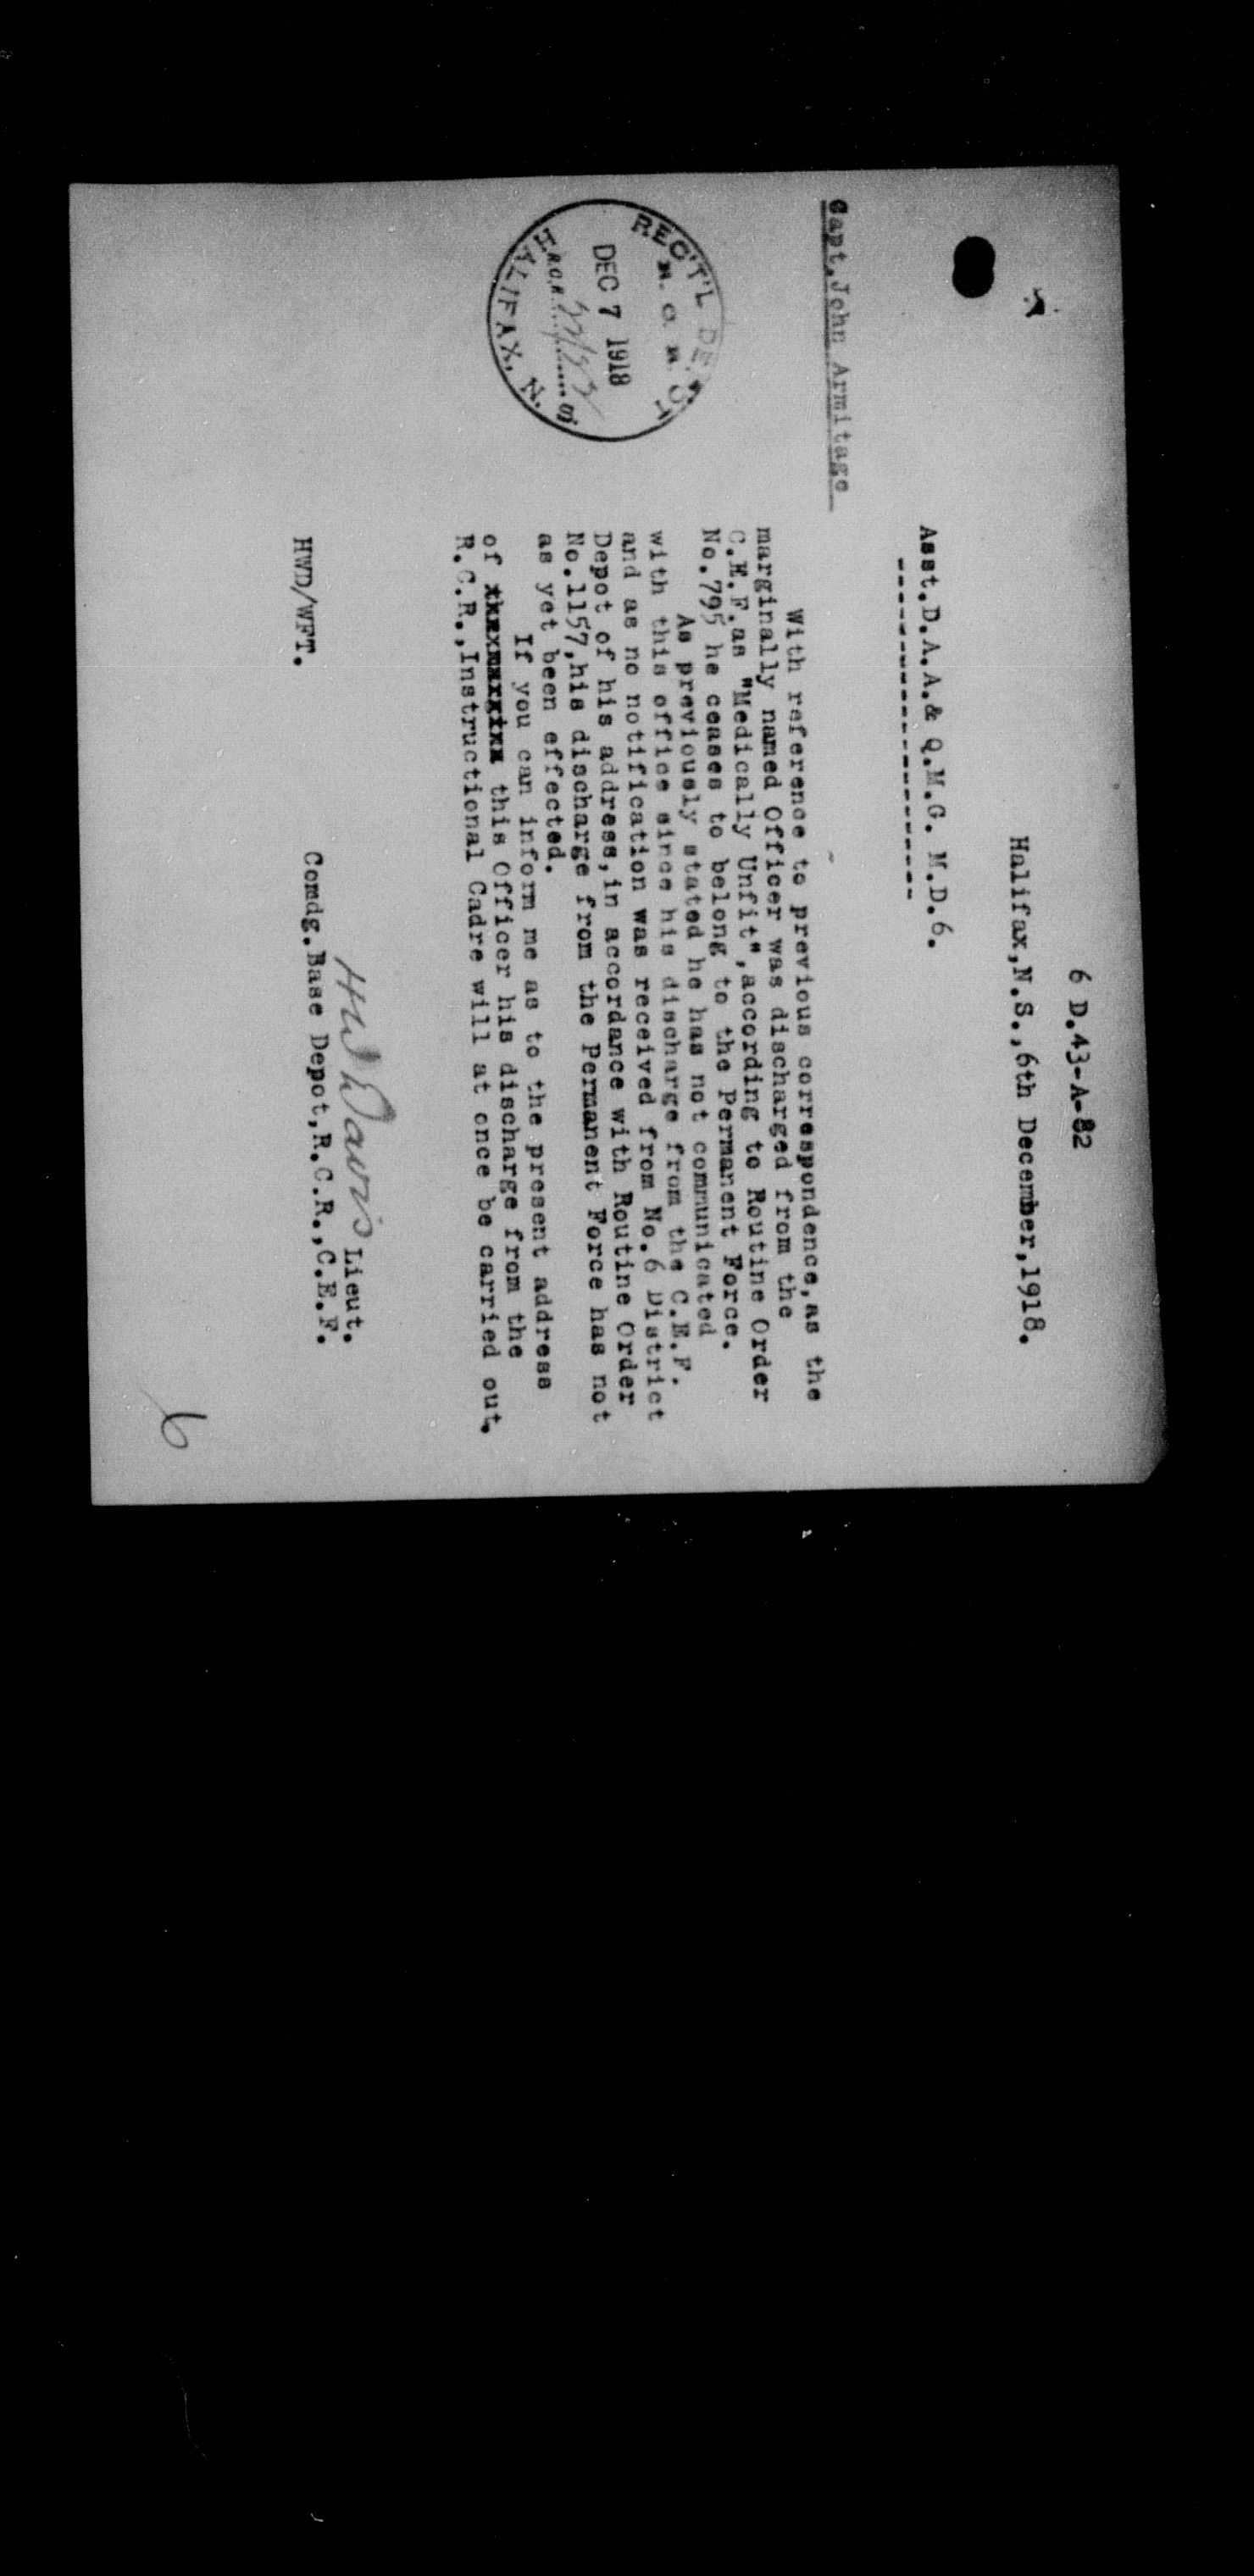 6 D.43-A-82
Halifax,N.S.,6th December,1918.
Asst.D.A.A.& Q.M.G. M.D.6.
--------------------
Capt.John Armitage
With reference to previous correspondence,as the
marginally named Officer was discharged from the
C.E.F.as "Medically Unfit",according to Routine Order
No.795 he ceases to belong to the Permanent Force.
As previously stated he has not communicated
with this office since his discharge from the C.E.F.
and as no notification was received from No.6 District
Depot of his address,in accordance with Routine Order
No.1157,his discharge from the Permanent Force has not
as yet been effected.
If you can inform me as to the present address
of this Officer his discharge from the
R.C.R.,Instructional Cadre will at once be carried out.
REG'T'L
DEC 7 1918
R.C.R.
HALIFAX, N. S.
HW Davis Lieut.
Comdg.Base Depot,R.C.R.,C.E.F.
HWD/WFT.
6